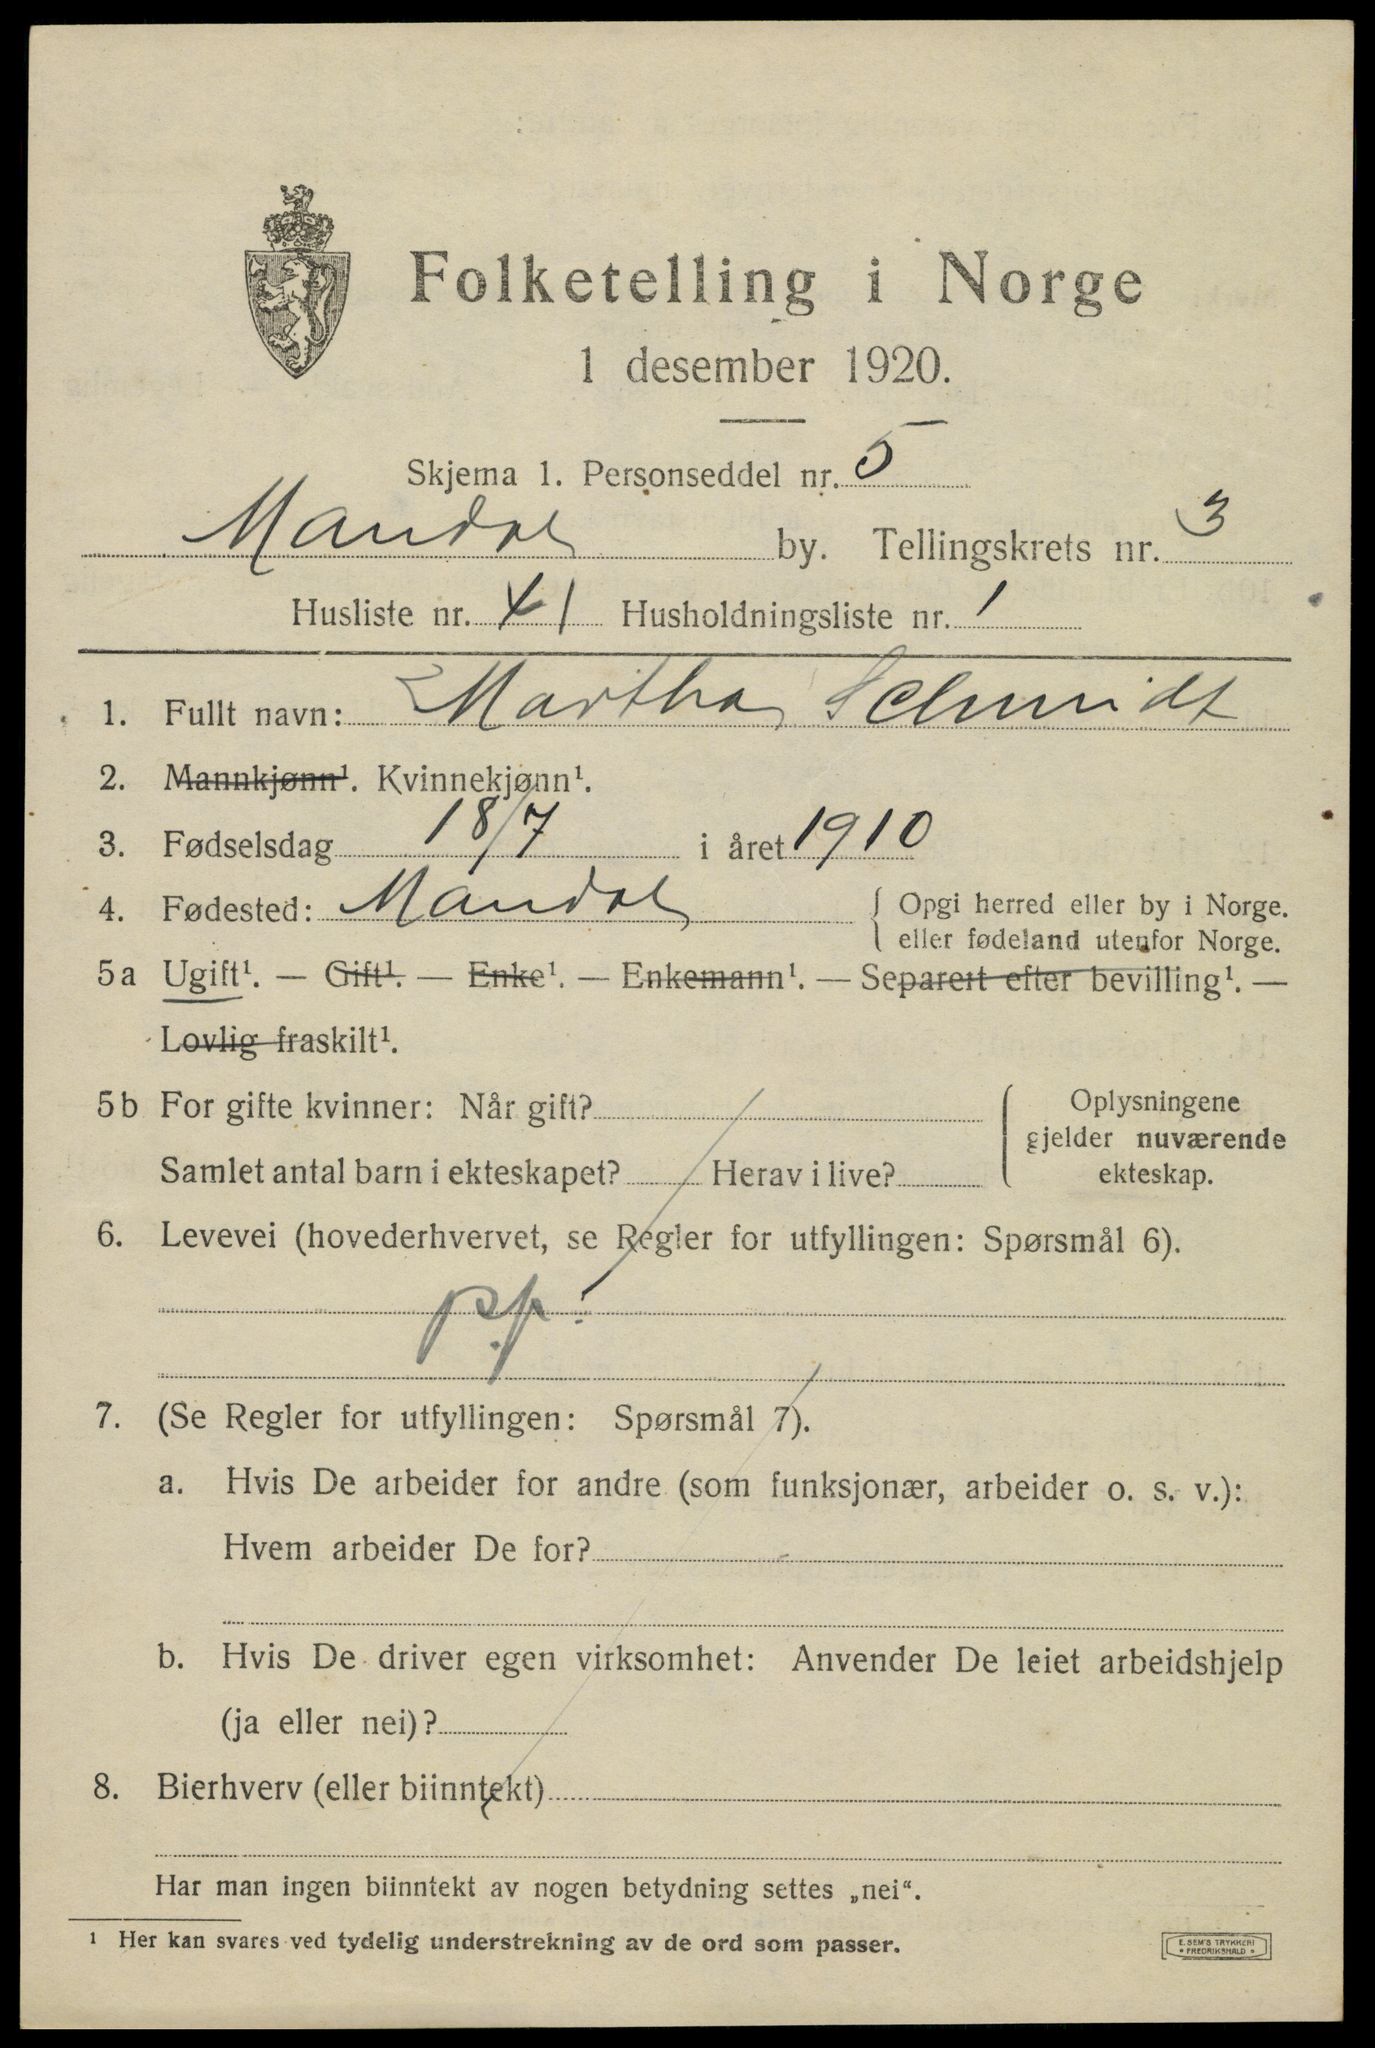 Folketelling i Norge
1 desember 1920.
Skjema 1. Personseddel nr. 5
Mandal by. Tellingskrets nr. 3
Husliste nr. 41 Husholdningsliste nr. 1
1. Fullt navn: Martha Schmidt
2. Mannkjønn¹. Kvinnekjønn¹.
3. Fødselsdag 18/7 i året 1910
4. Fødested: Mandal { Opgi herred eller by i Norge.
eller fødeland utenfor Norge.
5a Ugift¹. — Gift¹. — Enke¹. — Enkemann¹. — Separert efter bevilling¹. —
Lovlig fraskilt¹.
5b For gifte kvinner: Når gift? { Oplysningene
gjelder nuværende
Samlet antal barn i ekteskapet? Herav i live? ekteskap.
6. Levevei (hovederhvervet, se Regler for utfyllingen: Spørsmål 6).
p.p.
7. (Se Regler for utfyllingen: Spørsmål 7).
a. Hvis De arbeider for andre (som funksjonær, arbeider o. s. v.):
Hvem arbeider De for?
b. Hvis De driver egen virksomhet: Anvender De leiet arbeidshjelp
(ja eller nei)?
8. Bierhverv (eller biinntekt)
Har man ingen biinntekt av nogen betydning settes „nei“.
¹ Her kan svares ved tydelig understrekning av de ord som passer.
E. SEM'S TRYKKERI
• FREDRIKSHALD •